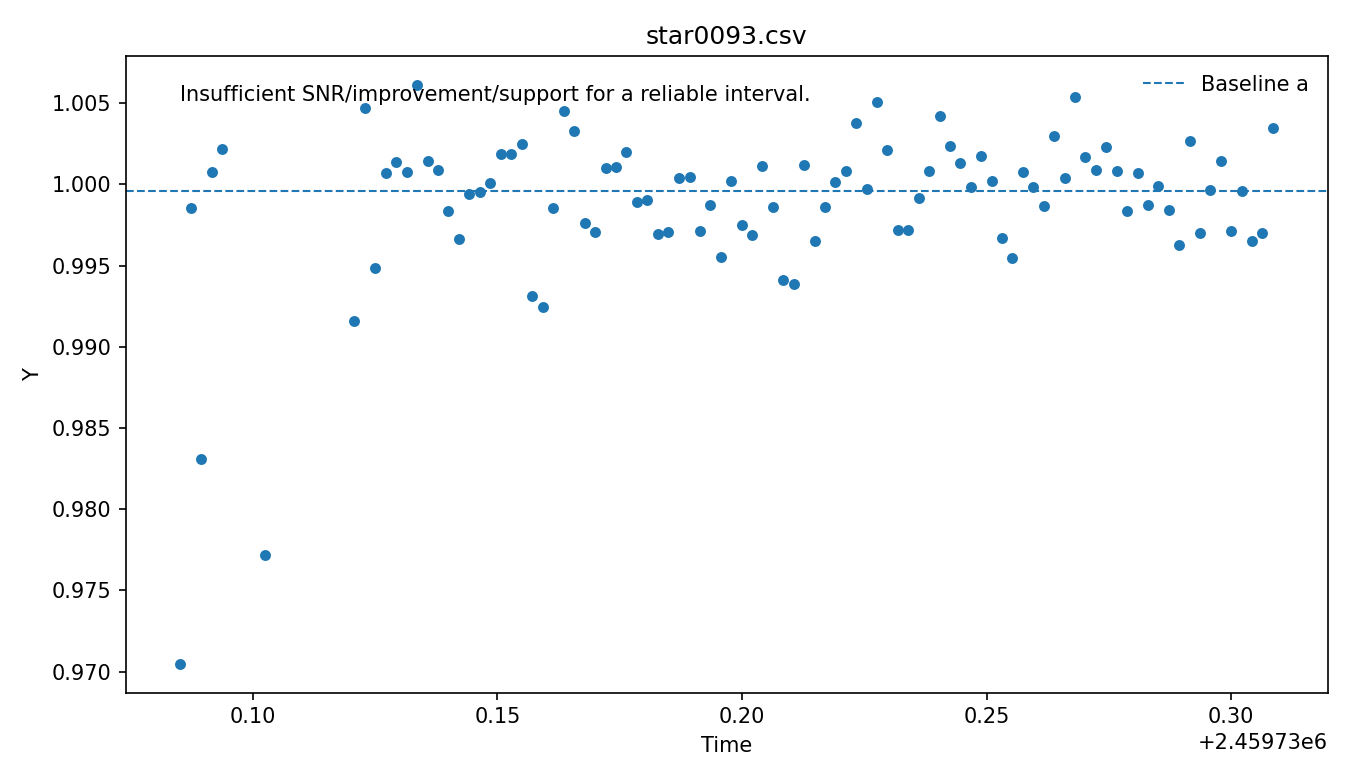 star0093.csv
Insufficient SNR/improvement/support for a reliable interval.
Baseline a
1.005
1.000
0.995
0.990
0.985
0.980
0.975
0.970
Y
0.10 0.15 0.20 0.25 0.30
Time
+2.45973e6